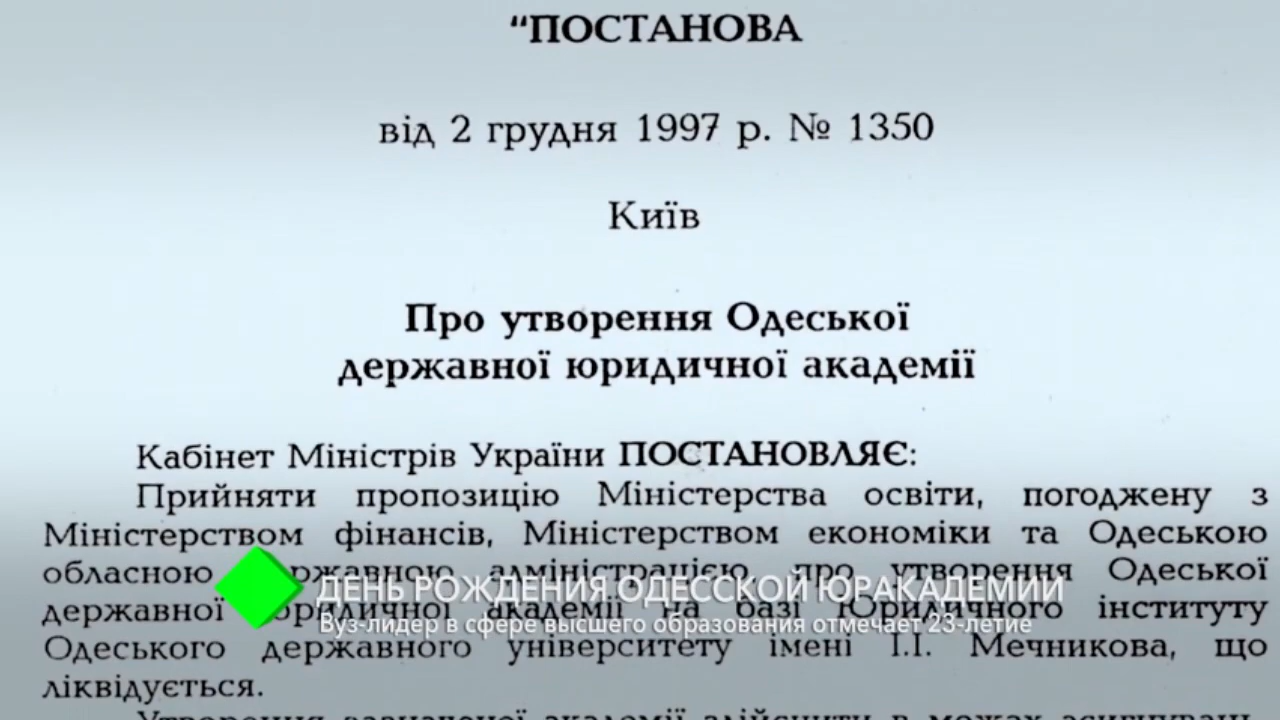 “ПОСТАНОВА
від 2 грудня 1997 р. № 1350
Київ
Про утворення Одеської
державної юридичної академії
Кабінет Міністрів України ПОСТАНОВЛЯЄ:
Прийняти пропозицію Міністерства освіти, погоджену з
Міністерством фінансів, Міністерством економіки та Одеською
обласною державною адміністрацією про утворення Одеської
ДЕНЬ РОЖДЕНИЯ ОДЕССКОЙ ЮРАКАДЕМИИ
державної юридичної академії на базі Юридичного інституту
Вуз-лидер в сфере высшего образования отмечает 23-летие
Одеського державного університету імені І.І. Мечникова, що
ліквідується.